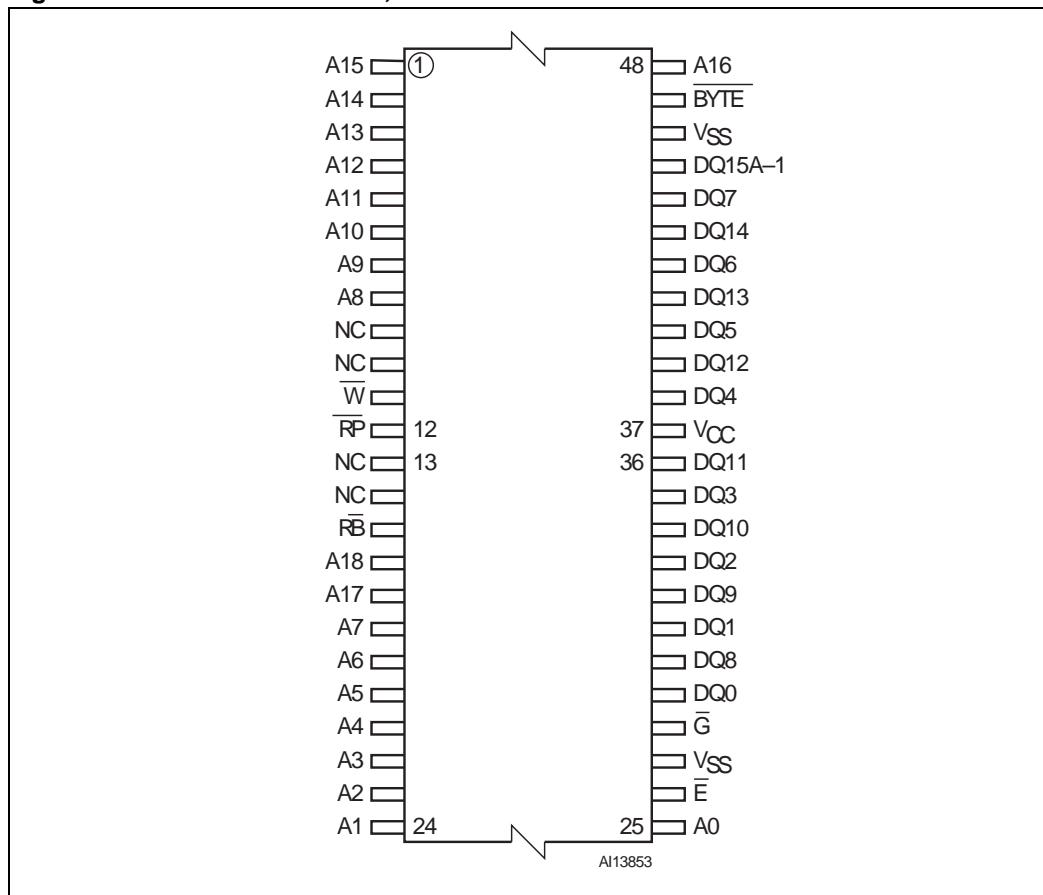 A15 1 48 A16
A14 B̅Y̅T̅E̅
A13 VSS
A12 DQ15A–1
A11 DQ7
A10 DQ14
A9 DQ6
A8 DQ13
NC DQ5
NC DQ12
W̅ DQ4
R̅P̅ 12 37 VCC
NC 13 36 DQ11
NC DQ3
RB̅ DQ10
A18 DQ2
A17 DQ9
A7 DQ1
A6 DQ8
A5 DQ0
A4 G̅
A3 VSS
A2 E̅
A1 24 25 A0
AI13853